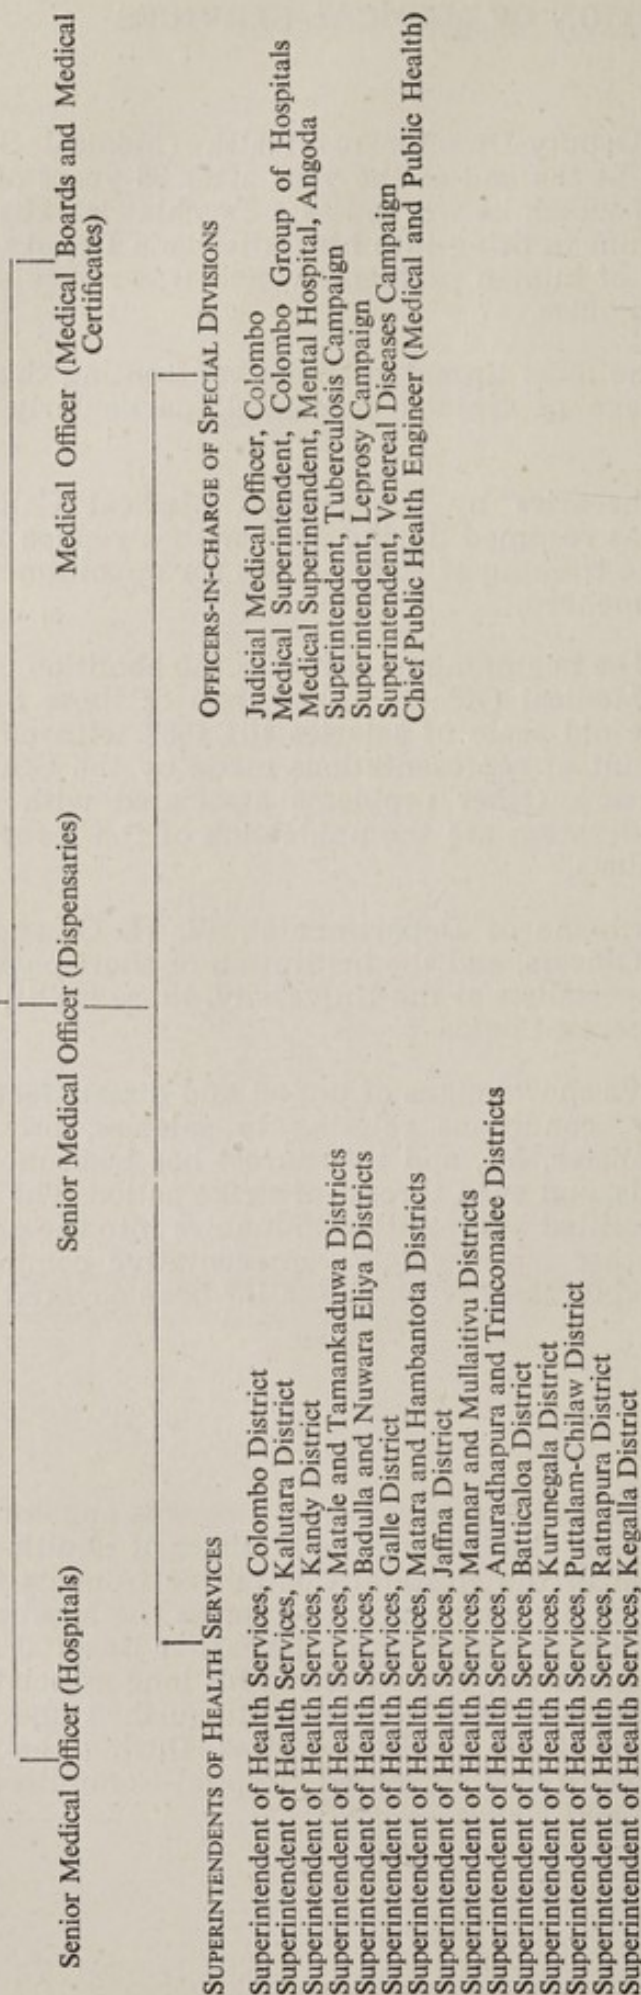 Senior Medical Officer (Hospitals)
Senior Medical Officer (Dispensaries)
Medical Officer (Medical Boards and Medical
Certificates)
SUPERINTENDENTS OF HEALTH SERVICES
Superintendent of Health Services, Colombo District
Superintendent of Health Services, Kalutara District
Superintendent of Health Services, Kandy District
Superintendent of Health Services, Matale and Tamankaduwa Districts
Superintendent of Health Services, Badulla and Nuwara Eliya Districts
Superintendent of Health Services, Galle District
Superintendent of Health Services, Matara and Hambantota Districts
Superintendent of Health Services, Jaffna District
Superintendent of Health Services, Mannar and Mullaitivu Districts
Superintendent of Health Services, Anuradhapura and Trincomalee Districts
Superintendent of Health Services, Batticaloa District
Superintendent of Health Services, Kurunegala District
Superintendent of Health Services, Puttalam-Chilaw District
Superintendent of Health Services, Ratnapura District
Superintendent of Health Services, Kegalla District
OFFICERS-IN-CHARGE OF SPECIAL DIVISIONS
Judicial Medical Officer, Colombo
Medical Superintendent, Colombo Group of Hospitals
Medical Superintendent, Mental Hospital, Angoda
Superintendent, Tuberculosis Campaign
Superintendent, Leprosy Campaign
Superintendent, Venereal Diseases Campaign
Chief Public Health Engineer (Medical and Public Health)